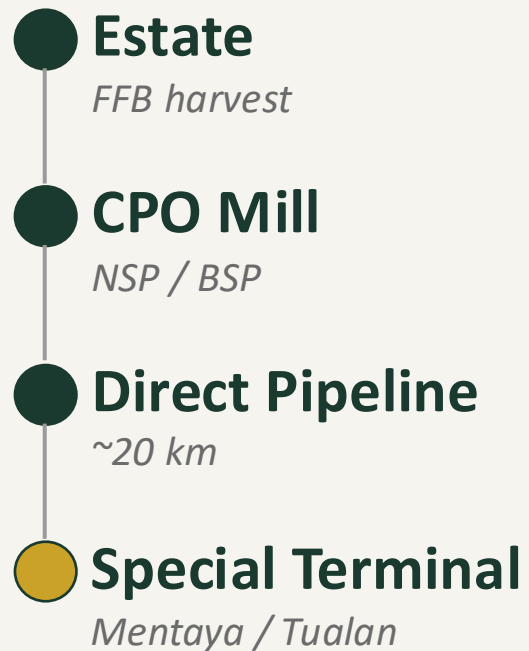 Estate
FFB harvest
CPO Mill
NSP / BSP
Direct Pipeline
~20 km
Special Terminal
Mentaya / Tualan